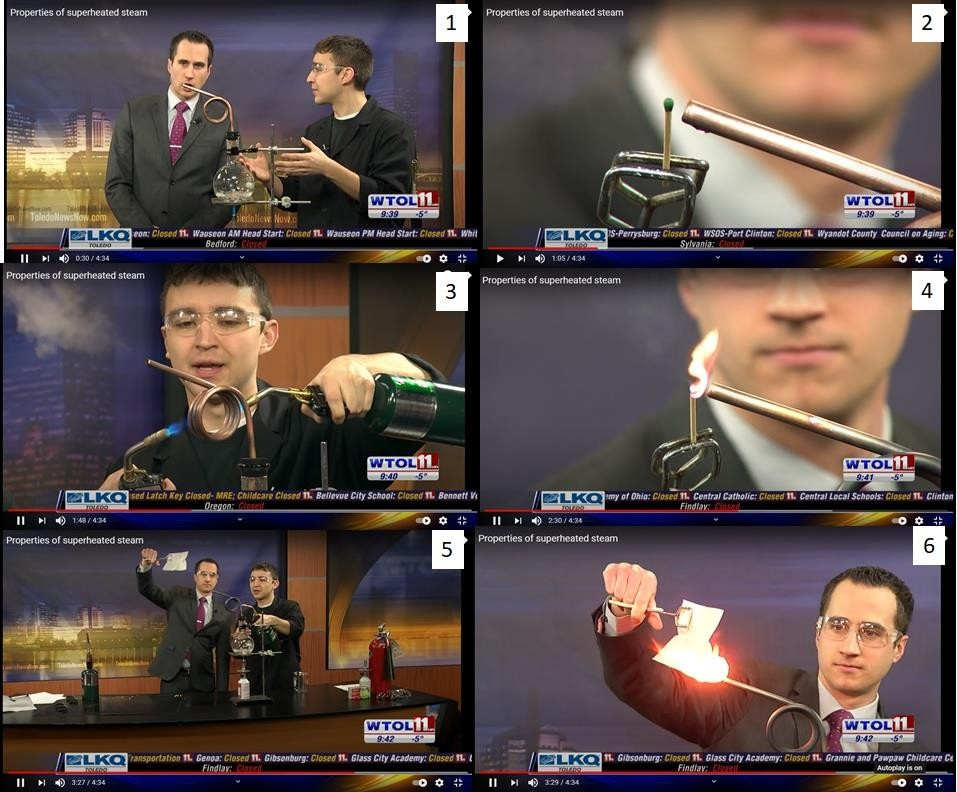 Properties of superheated steam
1
ToledoNewsNow.com
WTOL 11
9:39 -5°
LKQ
TOLEDO
eon: Closed 11. Wauseon AM Head Start: Closed 11. Wauseon PM Head Start: Closed 11. Whit
Bedford: Closed
0:30 / 4:34
Properties of superheated steam
2
WTOL 11
9:39 -5°
LKQ
TOLEDO
S-Perrysburg: Closed 11. WSOS-Port Clinton: Closed 11. Wyandot County Council on Aging: C
Sylvania: Closed
1:05 / 4:34
Properties of superheated steam
3
WTOL 11
9:40 -5°
LKQ
TOLEDO
sed Latch Key Closed- MRE; Childcare Closed 11. Bellevue City School: Closed 11. Bennett V
Oregon: Closed
1:48 / 4:34
Properties of superheated steam
4
WTOL 11
9:41 -5°
LKQ
TOLEDO
my of Ohio: Closed 11. Central Catholic: Closed 11. Central Local Schools: Closed 11. Clinton
Findlay: Closed
2:30 / 4:34
Properties of superheated steam
5
WTOL 11
9:42 -5°
LKQ
TOLEDO
ransportation 11. Genoa: Closed 11. Gibsonburg: Closed 11. Glass City Academy: Closed 11.
Findlay: Closed
3:27 / 4:34
Properties of superheated steam
6
WTOL 11
9:42 -5°
LKQ
TOLEDO
11. Gibsonburg: Closed 11. Glass City Academy: Closed 11. Grannie and Pawpaw Childcare Ce
Findlay: Closed
Autoplay is on
3:29 / 4:34